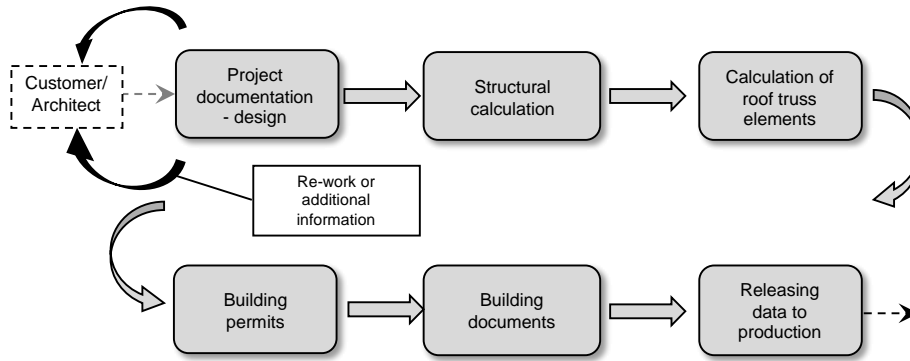 Customer/
Architect
Project
documentation
- design
Structural
calculation
Calculation of
roof truss
elements
Re-work or
additional
information
Building
permits
Building
documents
Releasing
data to
production